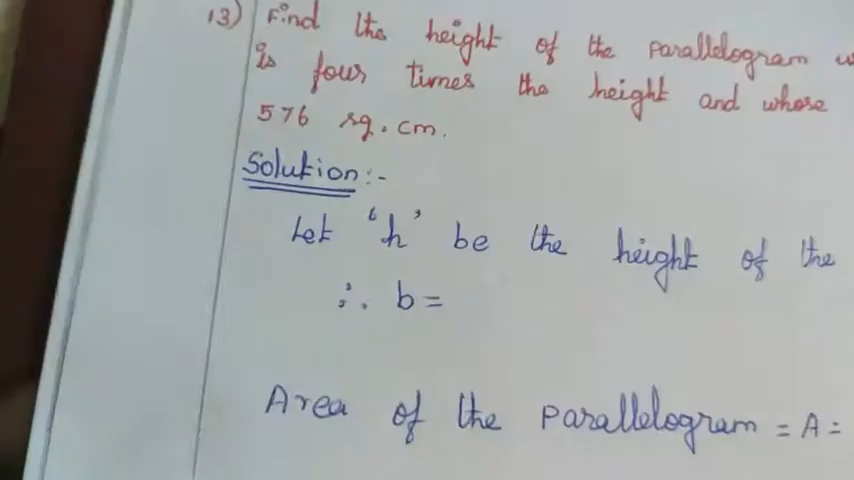 13) Find the height of the parallelogram
is four times the height and whose
576 sq.cm.
Solution:-
Let 'h' be the height of the
∴ b =
Area of the parallelogram = A =